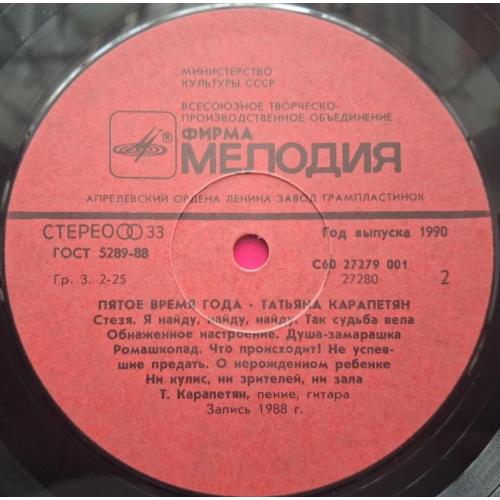 МИНИСТЕРСТВО
КУЛЬТУРЫ СССР
ВСЕСОЮЗНОЕ ТВОРЧЕСКО-
ПРОИЗВОДСТВЕННОЕ ОБЪЕДИНЕНИЕ
ФИРМА
®
МЕЛОДИЯ
АПРЕЛЕВСКИЙ ОРДЕНА ЛЕНИНА ЗАВОД ГРАМПЛАСТИНОК
СТЕРЕО 33
Год выпуска 1990
ГОСТ 5289-88
С60 27279 001
Гр. 3. 2-25
27280
2
ПЯТОЕ ВРЕМЯ ГОДА · ТАТЬЯНА КАРАПЕТЯН
Стезя. Я найду, найду, найду. Так судьба вела
Обнаженное настроение. Душа-замарашка
Ромашкопад. Что происходит! Не успев-
шие предать. О нерожденном ребенке
Ни кулис, ни зрителей, ни зала
Т. Карапетян, пение, гитара
Запись 1988 г.